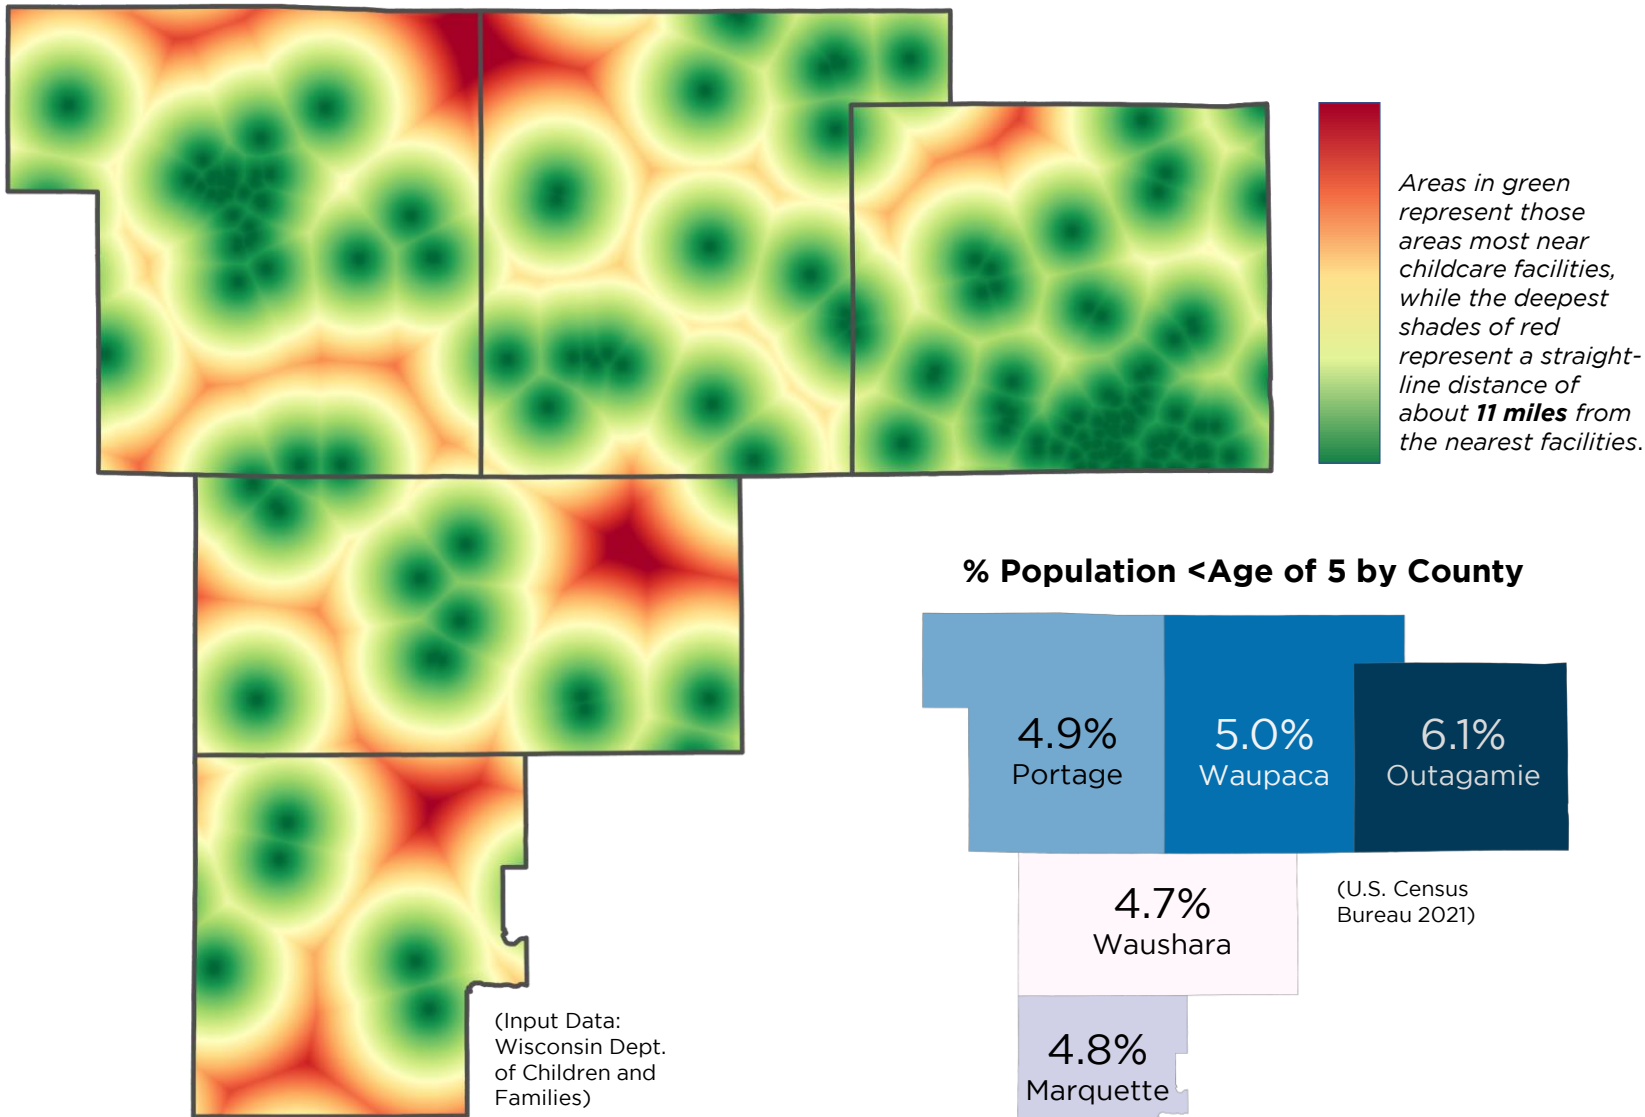 Areas in green
represent those
areas most near
childcare facilities,
while the deepest
shades of red
represent a straight-
line distance of
about 11 miles from
the nearest facilities.
% Population <Age of 5 by County
4.9%
Portage
5.0%
Waupaca
6.1%
Outagamie
4.7%
Waushara
(U.S. Census
Bureau 2021)
4.8%
Marquette
(Input Data:
Wisconsin Dept.
of Children and
Families)